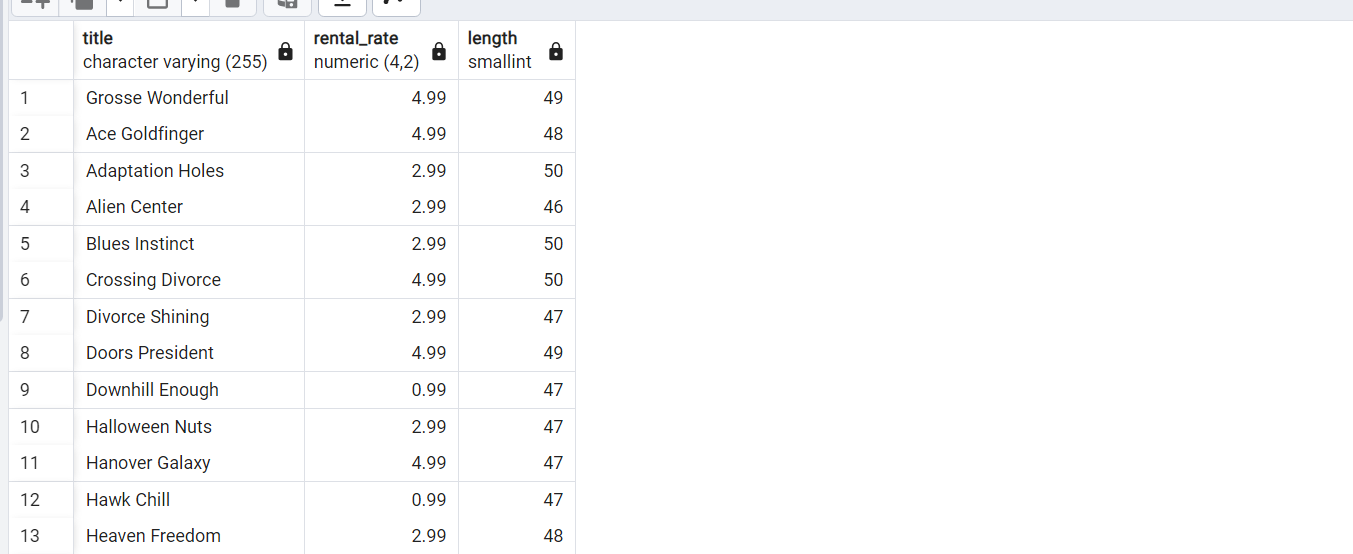 title rental_rate length
character varying (255) numeric (4,2) smallint
1 Grosse Wonderful 4.99 49
2 Ace Goldfinger 4.99 48
3 Adaptation Holes 2.99 50
4 Alien Center 2.99 46
5 Blues Instinct 2.99 50
6 Crossing Divorce 4.99 50
7 Divorce Shining 2.99 47
8 Doors President 4.99 49
9 Downhill Enough 0.99 47
10 Halloween Nuts 2.99 47
11 Hanover Galaxy 4.99 47
12 Hawk Chill 0.99 47
13 Heaven Freedom 2.99 48